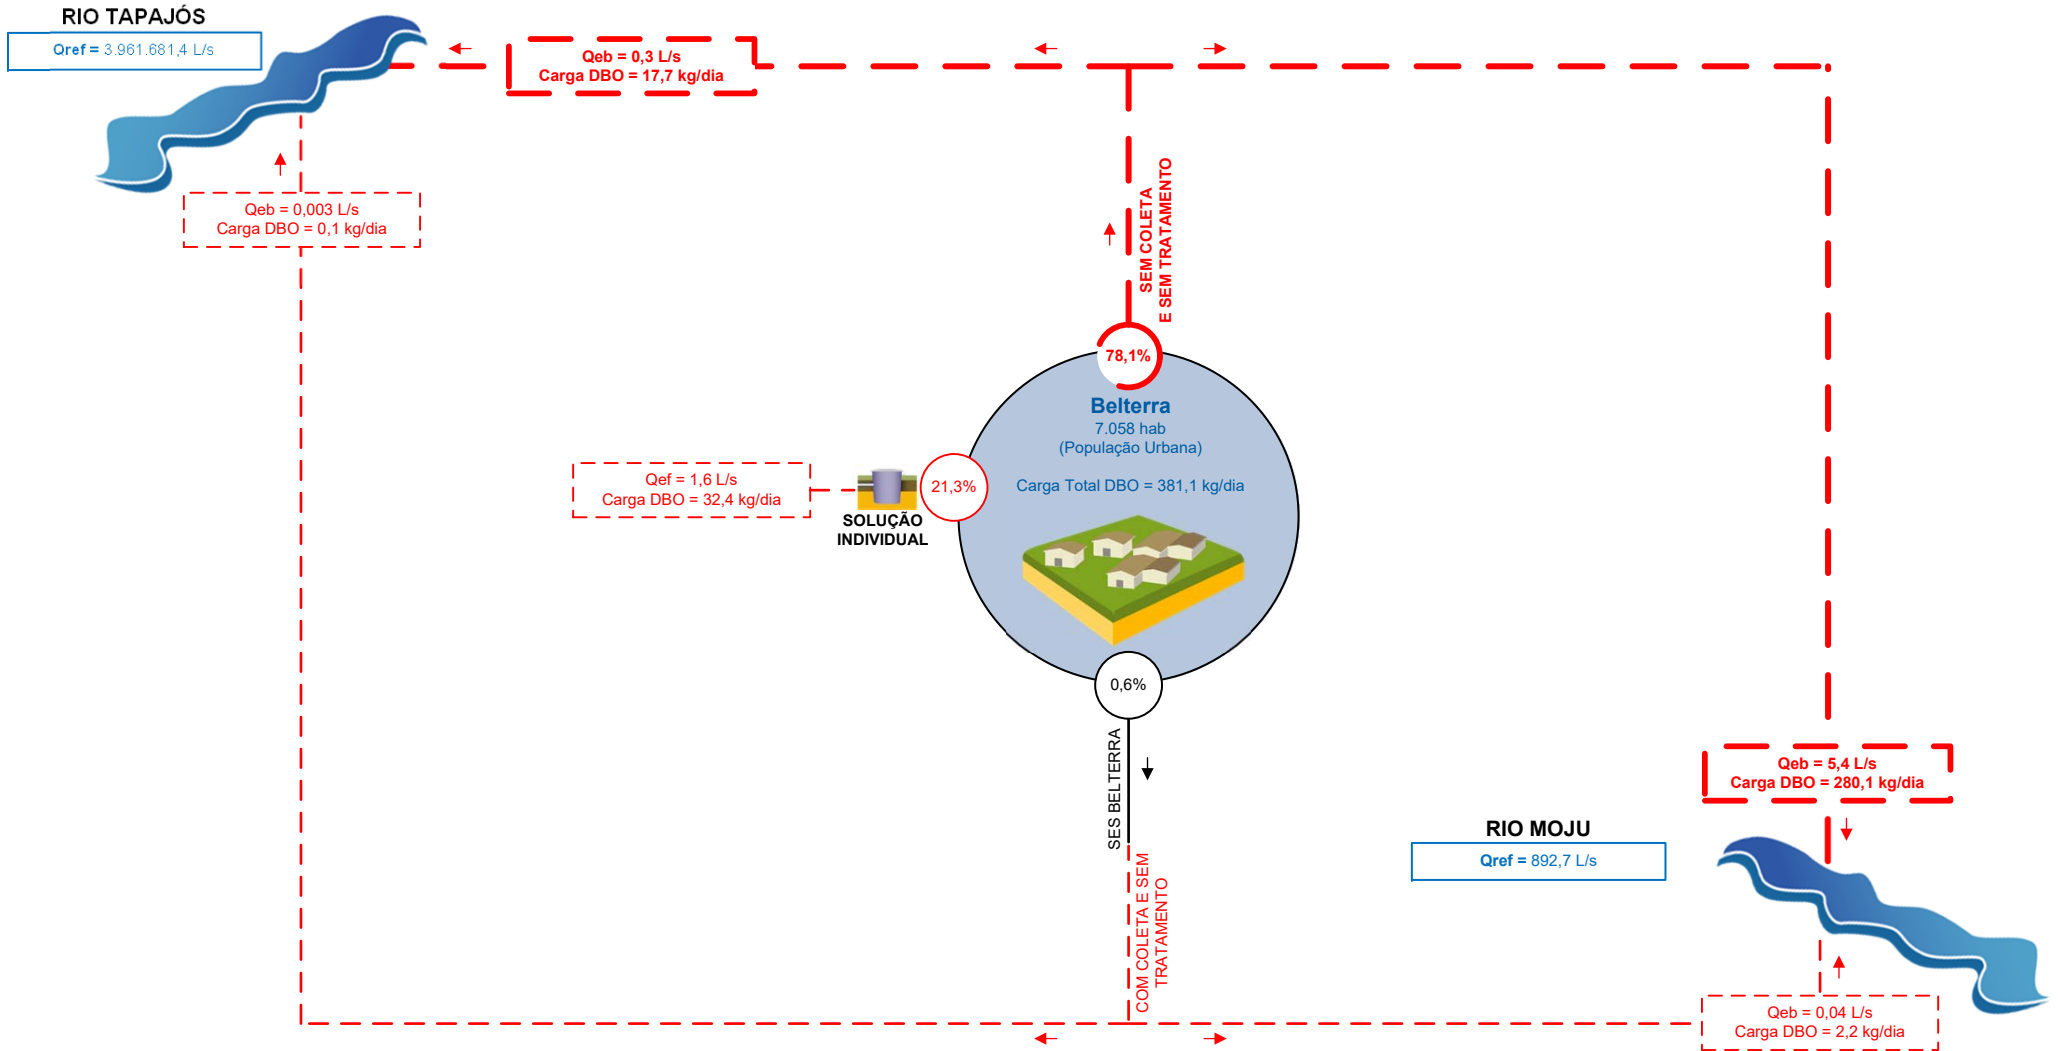 RIO TAPAJÓS
Qref = 3.961.681,4 L/s
Qeb = 0,3 L/s
Carga DBO = 17,7 kg/dia
Qeb = 0,003 L/s
Carga DBO = 0,1 kg/dia
SEM COLETA
E SEM TRATAMENTO
78,1%
Belterra
7.058 hab
(População Urbana)
Carga Total DBO = 381,1 kg/dia
Qef = 1,6 L/s
Carga DBO = 32,4 kg/dia
21,3%
SOLUÇÃO
INDIVIDUAL
0,6%
SES BELTERRA
COM COLETA E SEM
TRATAMENTO
Qeb = 5,4 L/s
Carga DBO = 280,1 kg/dia
RIO MOJU
Qref = 892,7 L/s
Qeb = 0,04 L/s
Carga DBO = 2,2 kg/dia